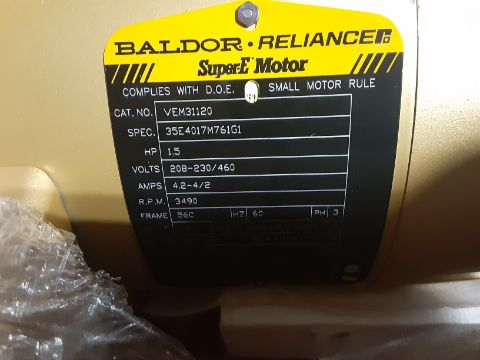 BALDOR • RELIANCER
Super-E Motor
COMPLIES WITH D.O.E. SMALL MOTOR RULE
CAT. NO. VEM31120
SPEC. 35E4017M761G1
HP 1.5
VOLTS 208-230/460
AMPS 4.2-4/2
R.P.M. 3490
FRAME 56C HZ 60 PH 3